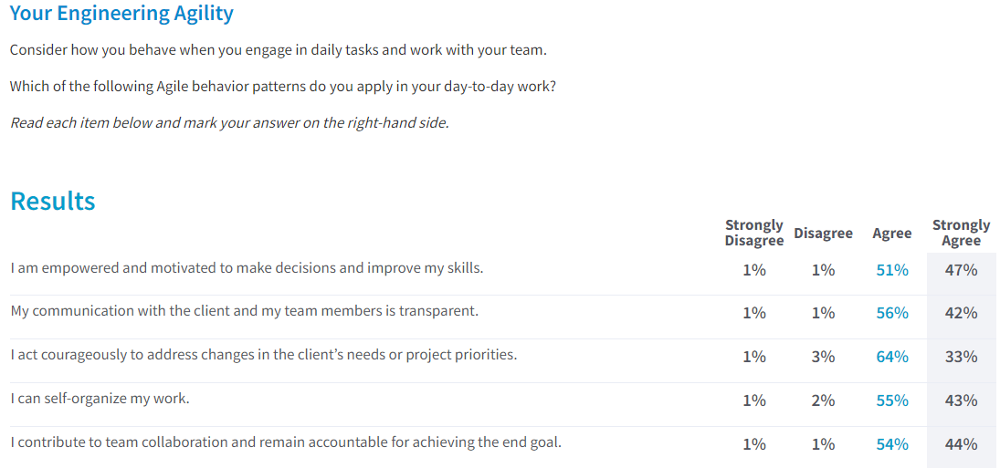 Your Engineering Agility
Consider how you behave when you engage in daily tasks and work with your team.
Which of the following Agile behavior patterns do you apply in your day-to-day work?
Read each item below and mark your answer on the right-hand side.
Results
Strongly Disagree Disagree Agree Strongly Agree
I am empowered and motivated to make decisions and improve my skills. 1% 1% 51% 47%
My communication with the client and my team members is transparent. 1% 1% 56% 42%
I act courageously to address changes in the client’s needs or project priorities. 1% 3% 64% 33%
I can self-organize my work. 1% 2% 55% 43%
I contribute to team collaboration and remain accountable for achieving the end goal. 1% 1% 54% 44%